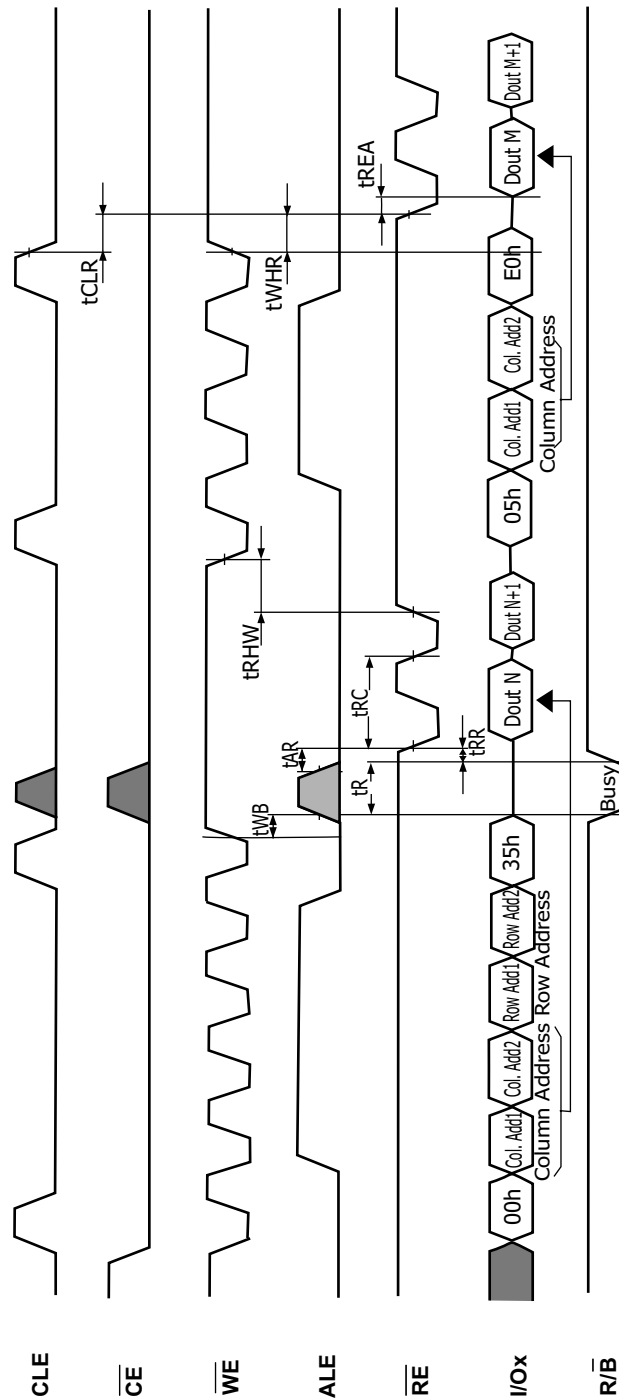 CLE
tCLR
CE
WE
tWB
tRHW
tWHR
ALE
tAR
RE
tR
tRR
tRC
tREA
I/Ox
00h
Col. Add1
Col. Add2
Row Add1
Row Add2
35h
Dout N
Dout N+1
05h
Col. Add1
Col. Add2
E0h
Dout M
Dout M+1
Column Address
Row Address
Column Address
R/B
Busy